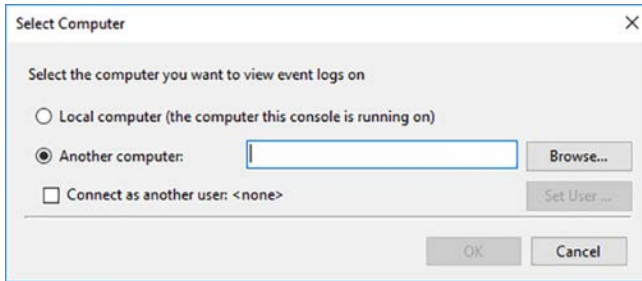 Select Computer
Select the computer you want to view event logs on
Local computer (the computer this console is running on)
Another computer:
Browse...
Connect as another user: <none>
Set User ...
OK
Cancel